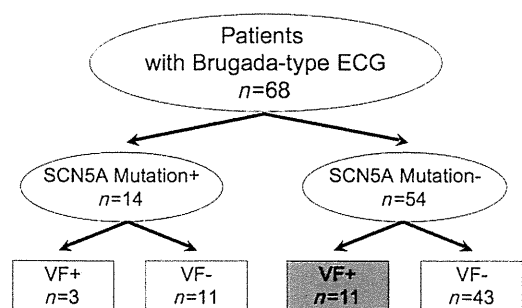 Patients
with Brugada-type ECG
n=68
SCN5A Mutation+
n=14
SCN5A Mutation-
n=54
VF+
n=3
VF-
n=11
VF+
n=11
VF-
n=43